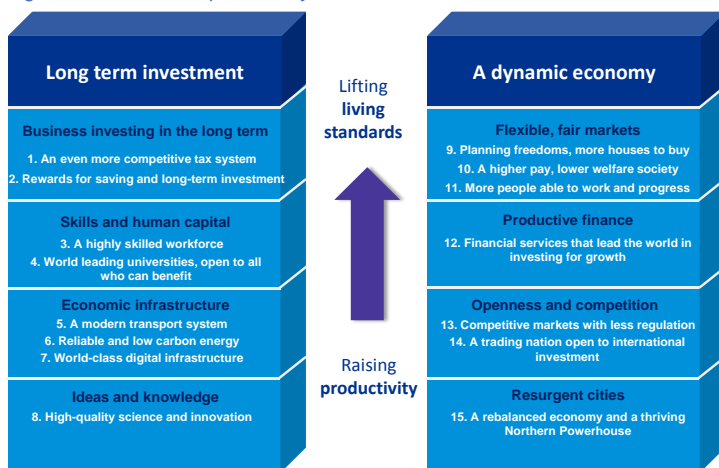 Long term investment
Business investing in the long term
1. An even more competitive tax system
2. Rewards for saving and long-term investment
Skills and human capital
3. A highly skilled workforce
4. World leading universities, open to all
who can benefit
Economic infrastructure
5. A modern transport system
6. Reliable and low carbon energy
7. World-class digital infrastructure
Ideas and knowledge
8. High-quality science and innovation
Lifting
living
standards
Raising
productivity
A dynamic economy
Flexible, fair markets
9. Planning freedoms, more houses to buy
10. A higher pay, lower welfare society
11. More people able to work and progress
Productive finance
12. Financial services that lead the world in
investing for growth
Openness and competition
13. Competitive markets with less regulation
14. A trading nation open to international
investment
Resurgent cities
15. A rebalanced economy and a thriving
Northern Powerhouse